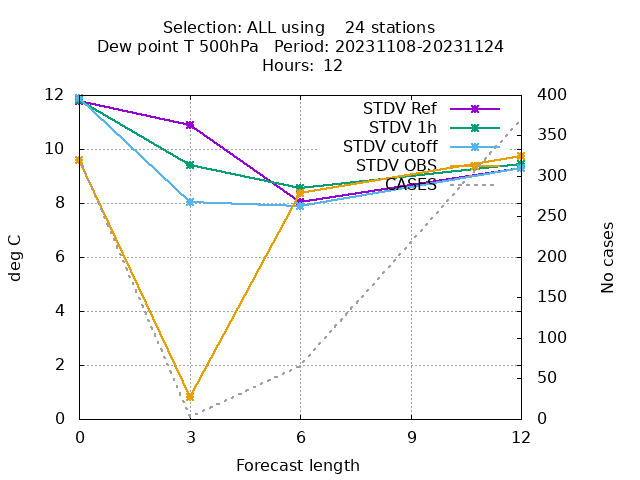 Selection: ALL using    24 stations
Dew point T 500hPa   Period: 20231108-20231124
Hours: 12
12
10
8
6
4
2
0
deg C
STDV Ref
STDV 1h
STDV cutoff
STDV OBS
CASES
400
350
300
250
200
150
100
50
0
No cases
0 3 6 9 12
Forecast length